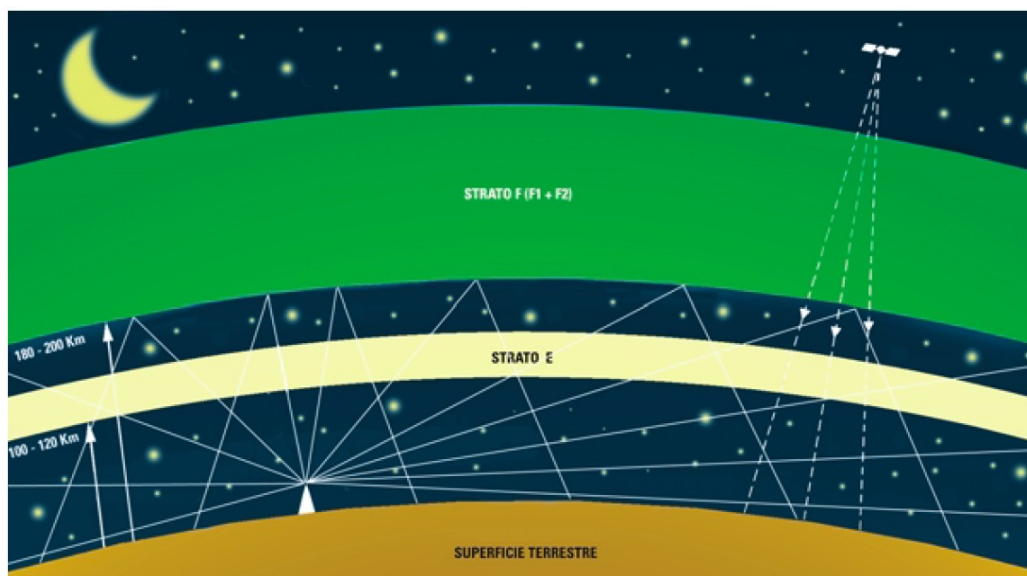 STRATO F (F1 + F2)
180 - 200 Km
STRATO E
100 - 120 Km
SUPERFICIE TERRESTRE